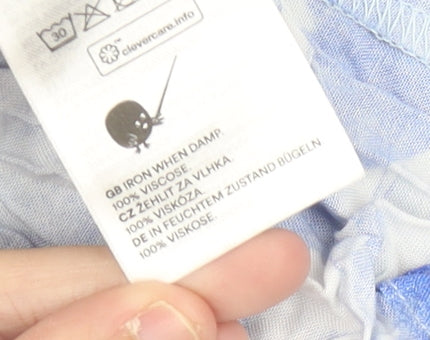 30
™
clevercare.info
GB IRON WHEN DAMP.
100% VISCOSE.
CZ ŽEHLIT ZA VLHKA.
100% VISKÓZA.
DE IN FEUCHTEM ZUSTAND BÜGELN
100% VISKOSE.